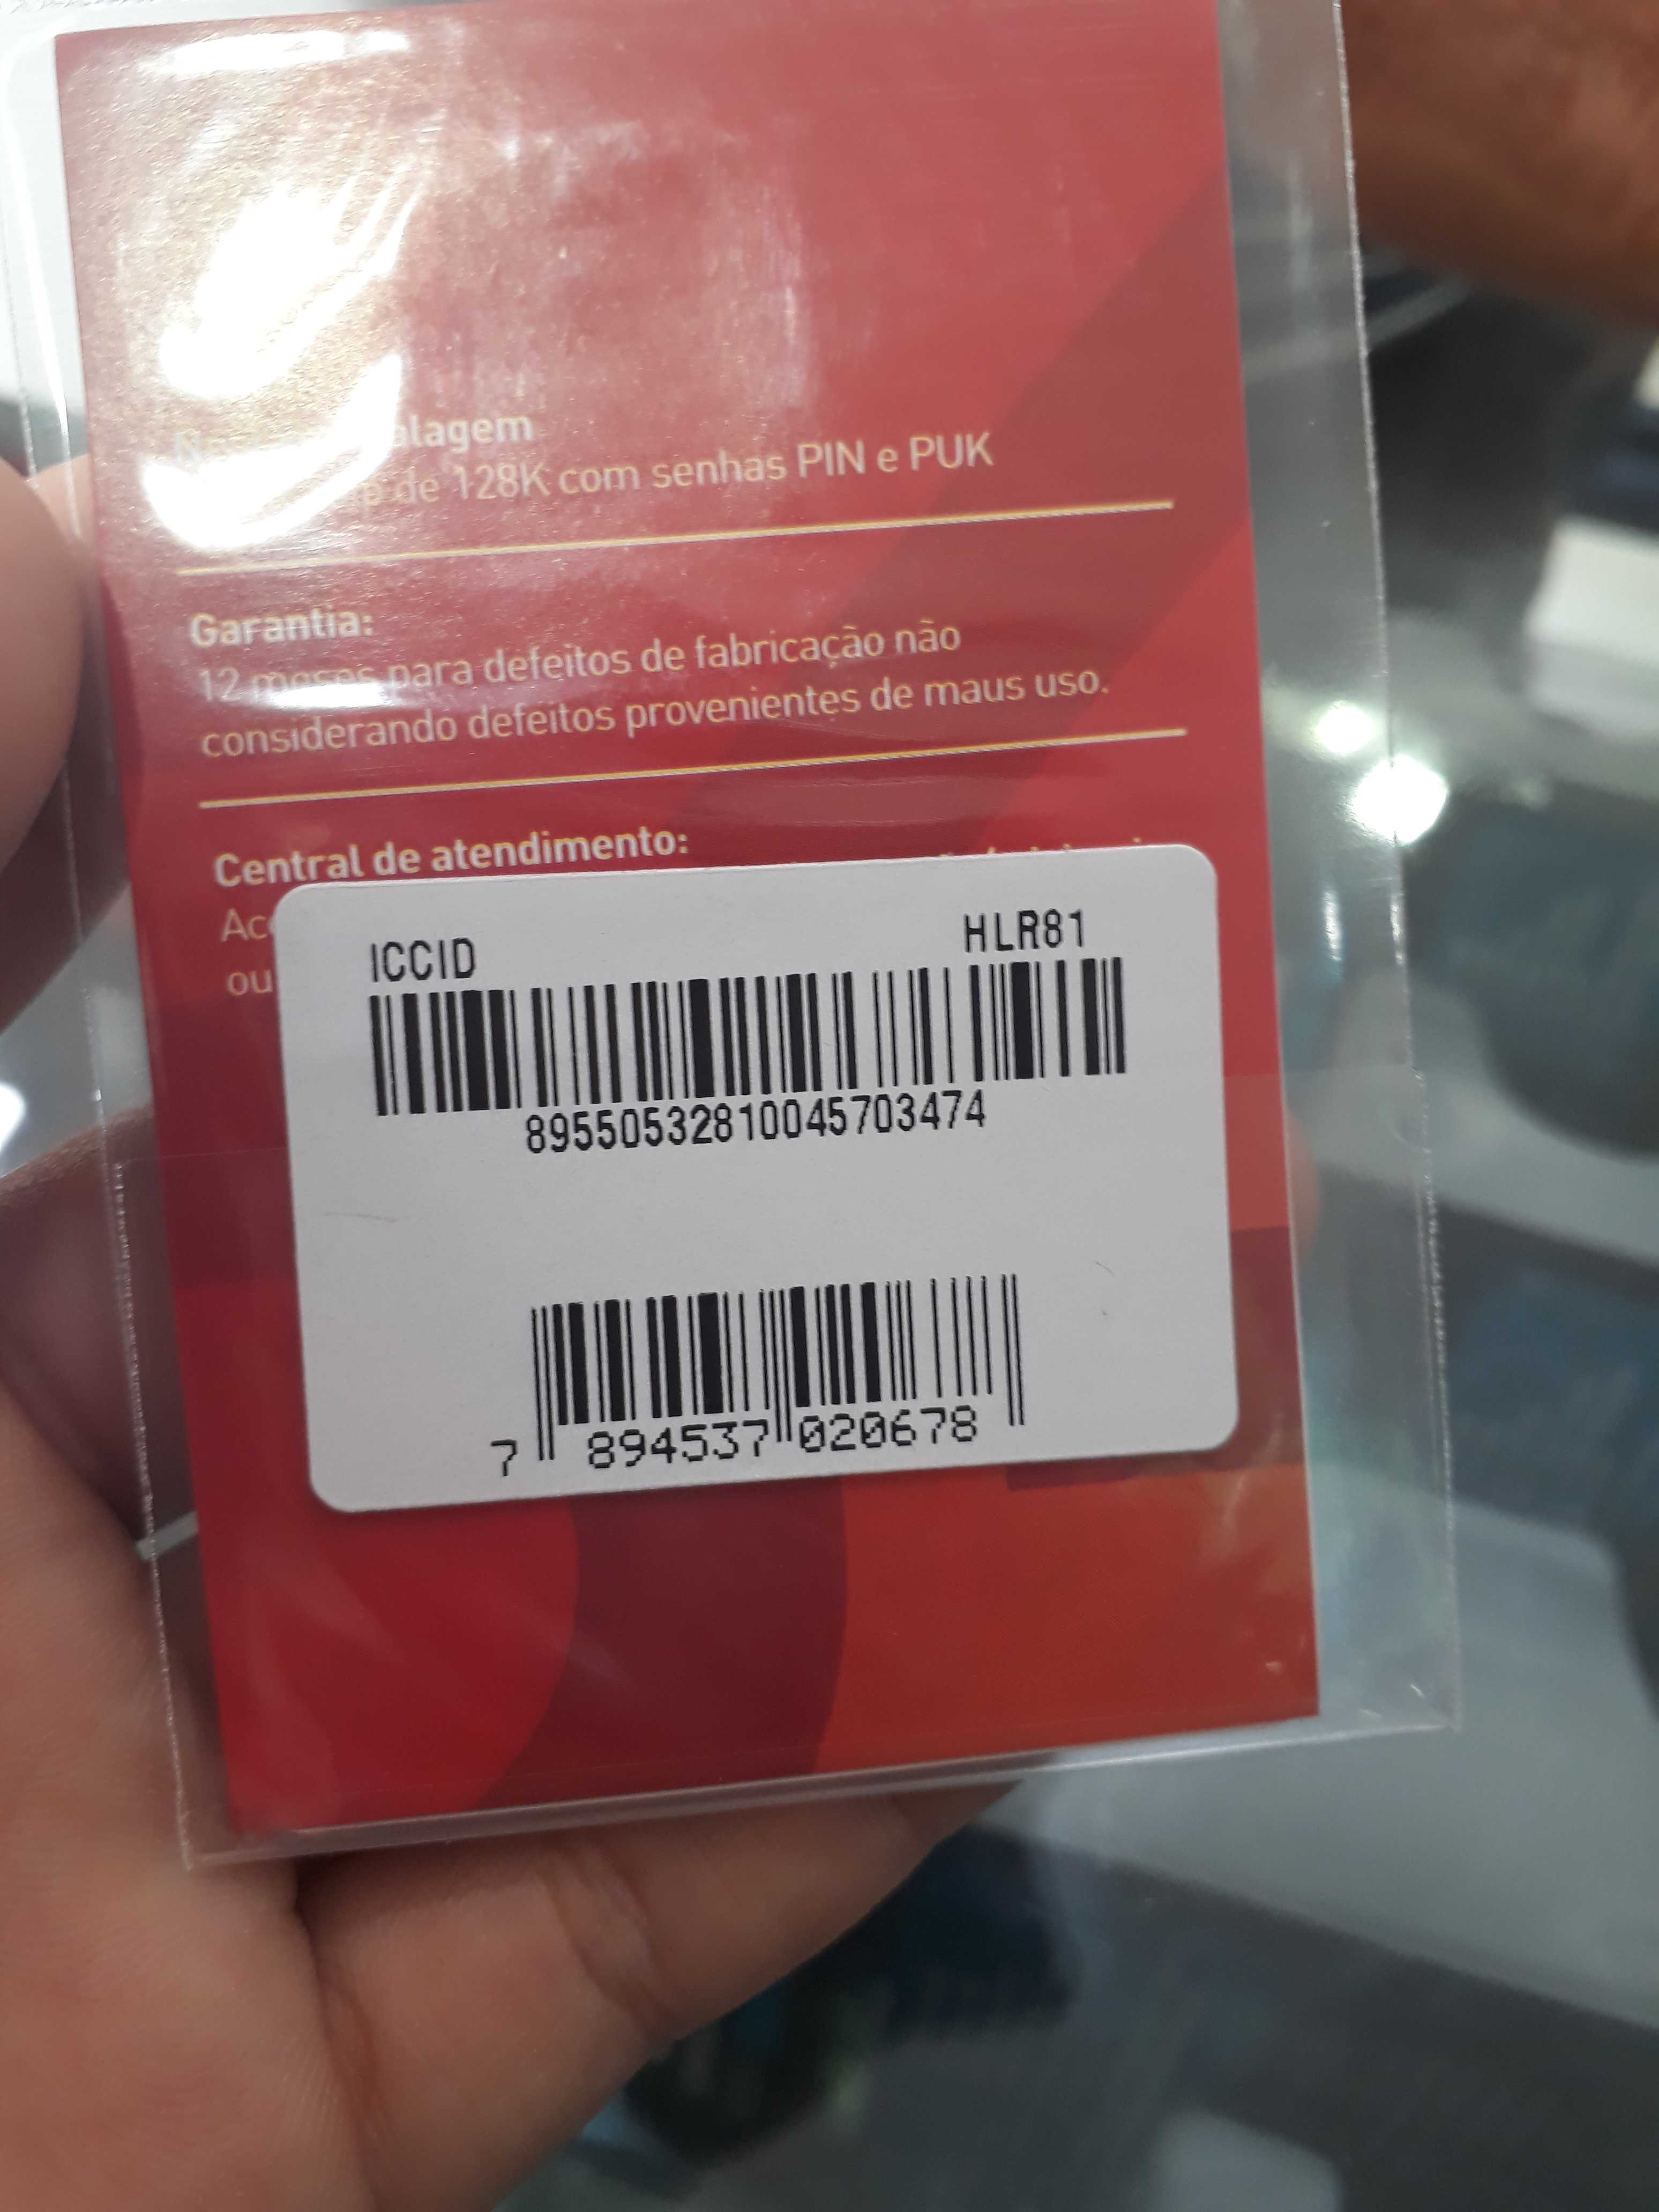 de 128K com senhas PIN e PUK
Garantia:
12 meses para defeitos de fabricação não
considerando defeitos provenientes de maus uso.
Central de atendimento:
ou
ICCID
HLR81
89550532810045703474
7 894537 020678